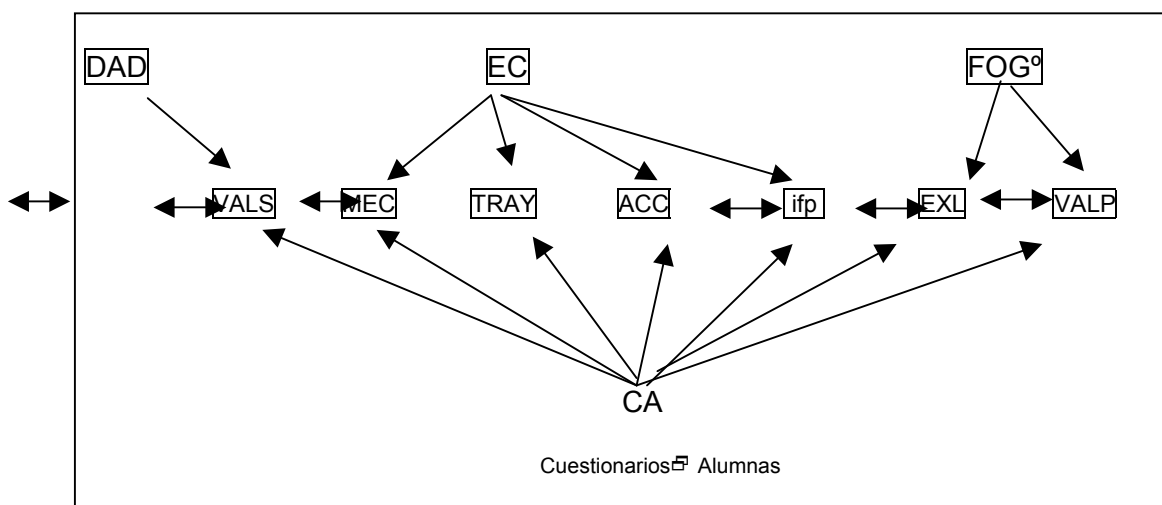 DAD EC FOGº
VALS MEC TRAY ACC ifp EXL VALP
CA
Cuestionarios Alumnas